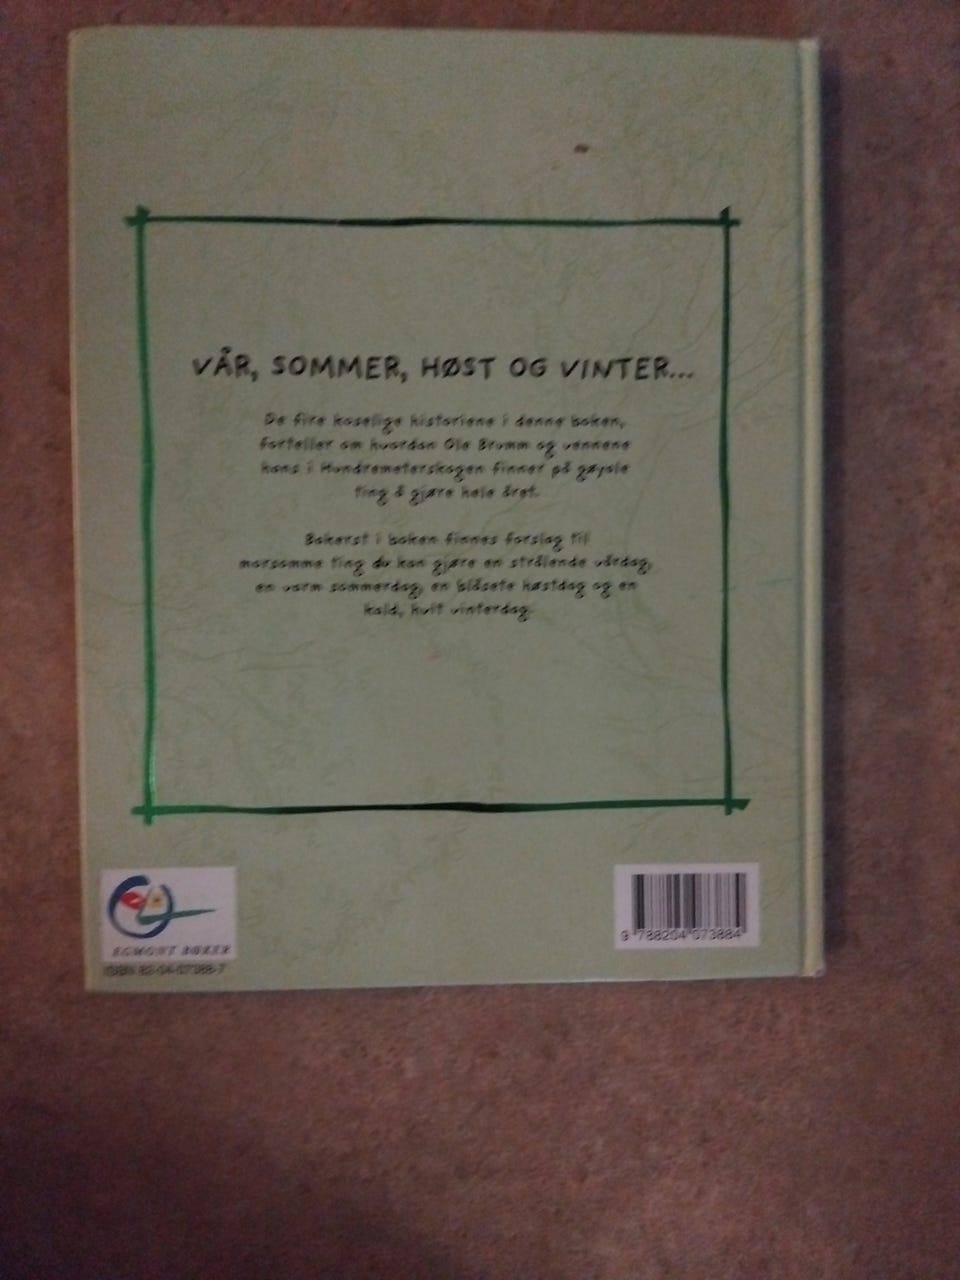 VÅR, SOMMER, HØST OG VINTER...
De fire koselige historiene i denne boken,
forteller om hvordan Ole Brumm og vennene
hans i Hundremeterskogen finner på gøyale
ting å gjøre hele året.
Bakerst i boken finnes forslag til
morsomme ting du kan gjøre en strålende vårdag,
en varm sommerdag, en blåsete høstdag og en
kald, hvit vinterdag.
EGMONT BØKER
ISBN 82-04-07388-7
9 788204 073884